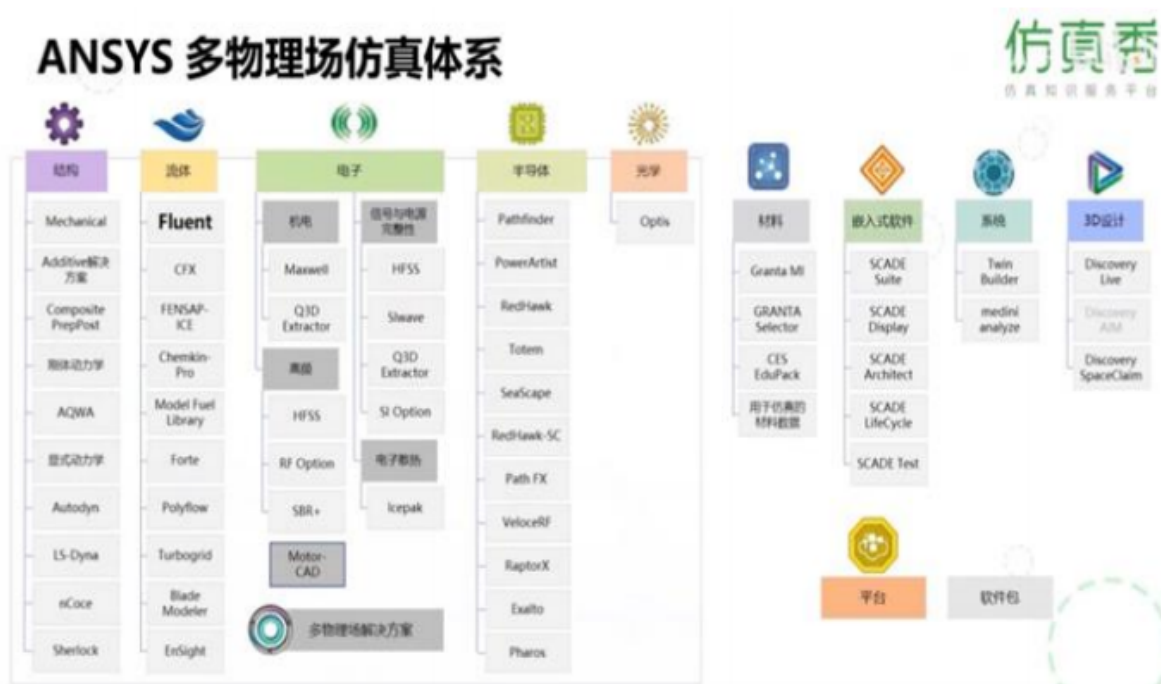 ANSYS 多物理场仿真体系
仿真秀
仿真知识服务平台
结构
Mechanical
Additive解决
方案
Composite
PrepPost
刚体动力学
AQWA
显式动力学
Autodyn
LS-Dyna
nCoce
Sherlock
流体
Fluent
CFX
FENSAP-
ICE
Chemkin-
Pro
Model Fuel
Library
Forte
Polyflow
Turbogrid
Blade
Modeler
EnSight
电子
机电
Maxwell
Q3D
Extractor
高频
HFSS
RF Option
SBR+
Motor-
CAD
信号与电源
完整性
HFSS
SIwave
Q3D
Extractor
SI Option
电子散热
Icepak
多物理场解决方案
半导体
Pathfinder
PowerArtist
RedHawk
Totem
SeaScape
RedHawk-SC
Path FX
VeloceRF
RaptorX
Exalto
Pharos
光学
Optis
材料
Granta MI
GRANTA
Selector
CES
EduPack
用于仿真的
材料数据
嵌入式软件
SCADE
Suite
SCADE
Display
SCADE
Architect
SCADE
LifeCycle
SCADE Test
系统
Twin
Builder
medini
analyze
3D设计
Discovery
Live
Discovery
AIM
Discovery
SpaceClaim
平台
软件包